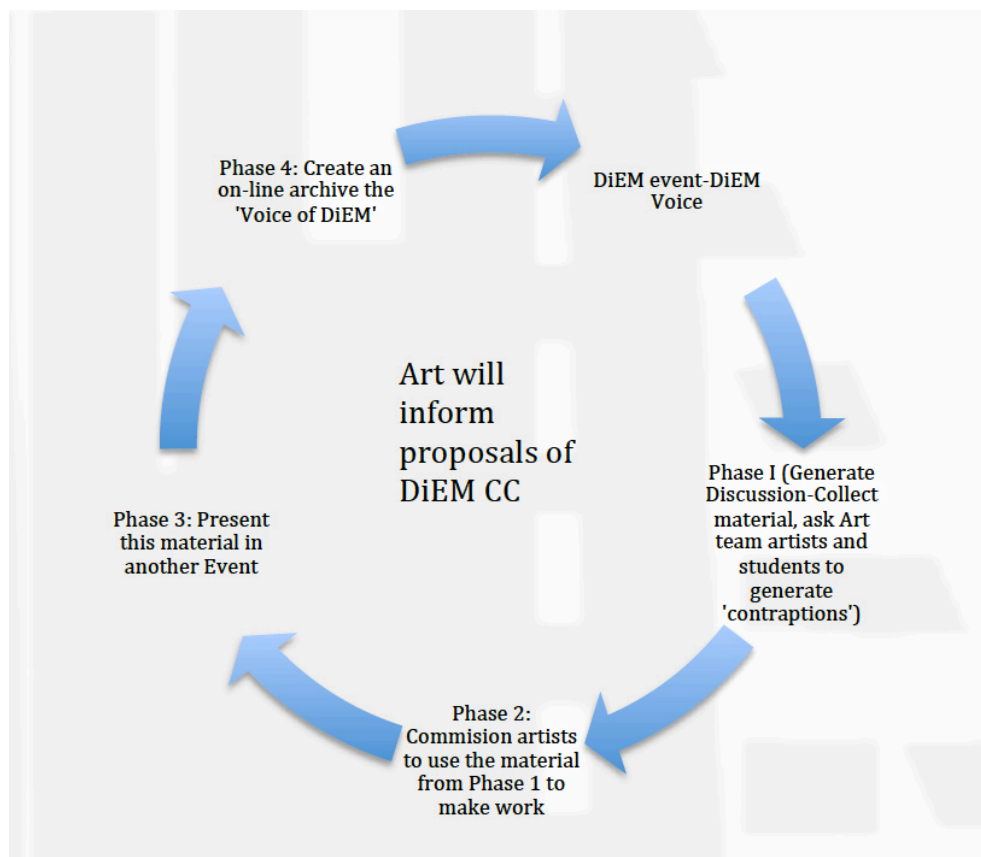 Phase 4: Create an
on-line archive the
'Voice of DiEM'
DiEM event-DiEM
Voice
Art will
inform
proposals of
DiEM CC
Phase I (Generate
Discussion-Collect
material, ask Art
team artists and
students to
generate
'contraptions')
Phase 3: Present
this material in
another Event
Phase 2:
Commision artists
to use the material
from Phase 1 to
make work